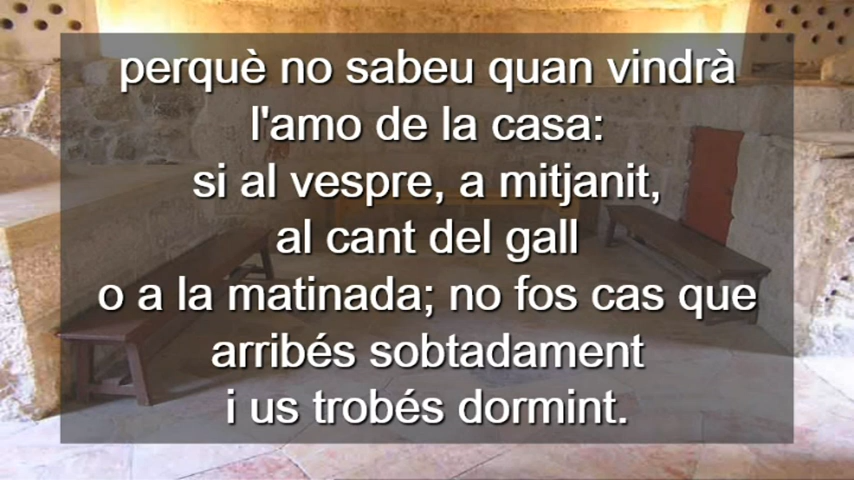 perquè no sabeu quan vindrà
l'amo de la casa:
si al vespre, a mitjanit,
al cant del gall
o a la matinada; no fos cas que
arribés sobtadament
i us trobés dormint.